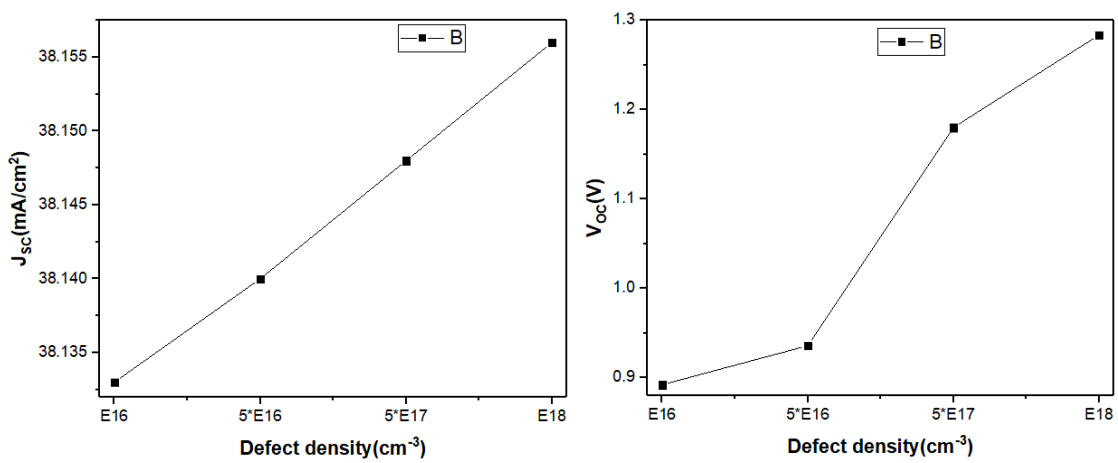 B
38.155
38.150
38.145
38.140
38.135
J_SC(mA/cm²)
E16 5*E16 5*E17 E18
Defect density(cm⁻³)
B
1.3
1.2
1.1
1.0
0.9
V_OC(V)
E16 5*E16 5*E17 E18
Defect density(cm⁻³)